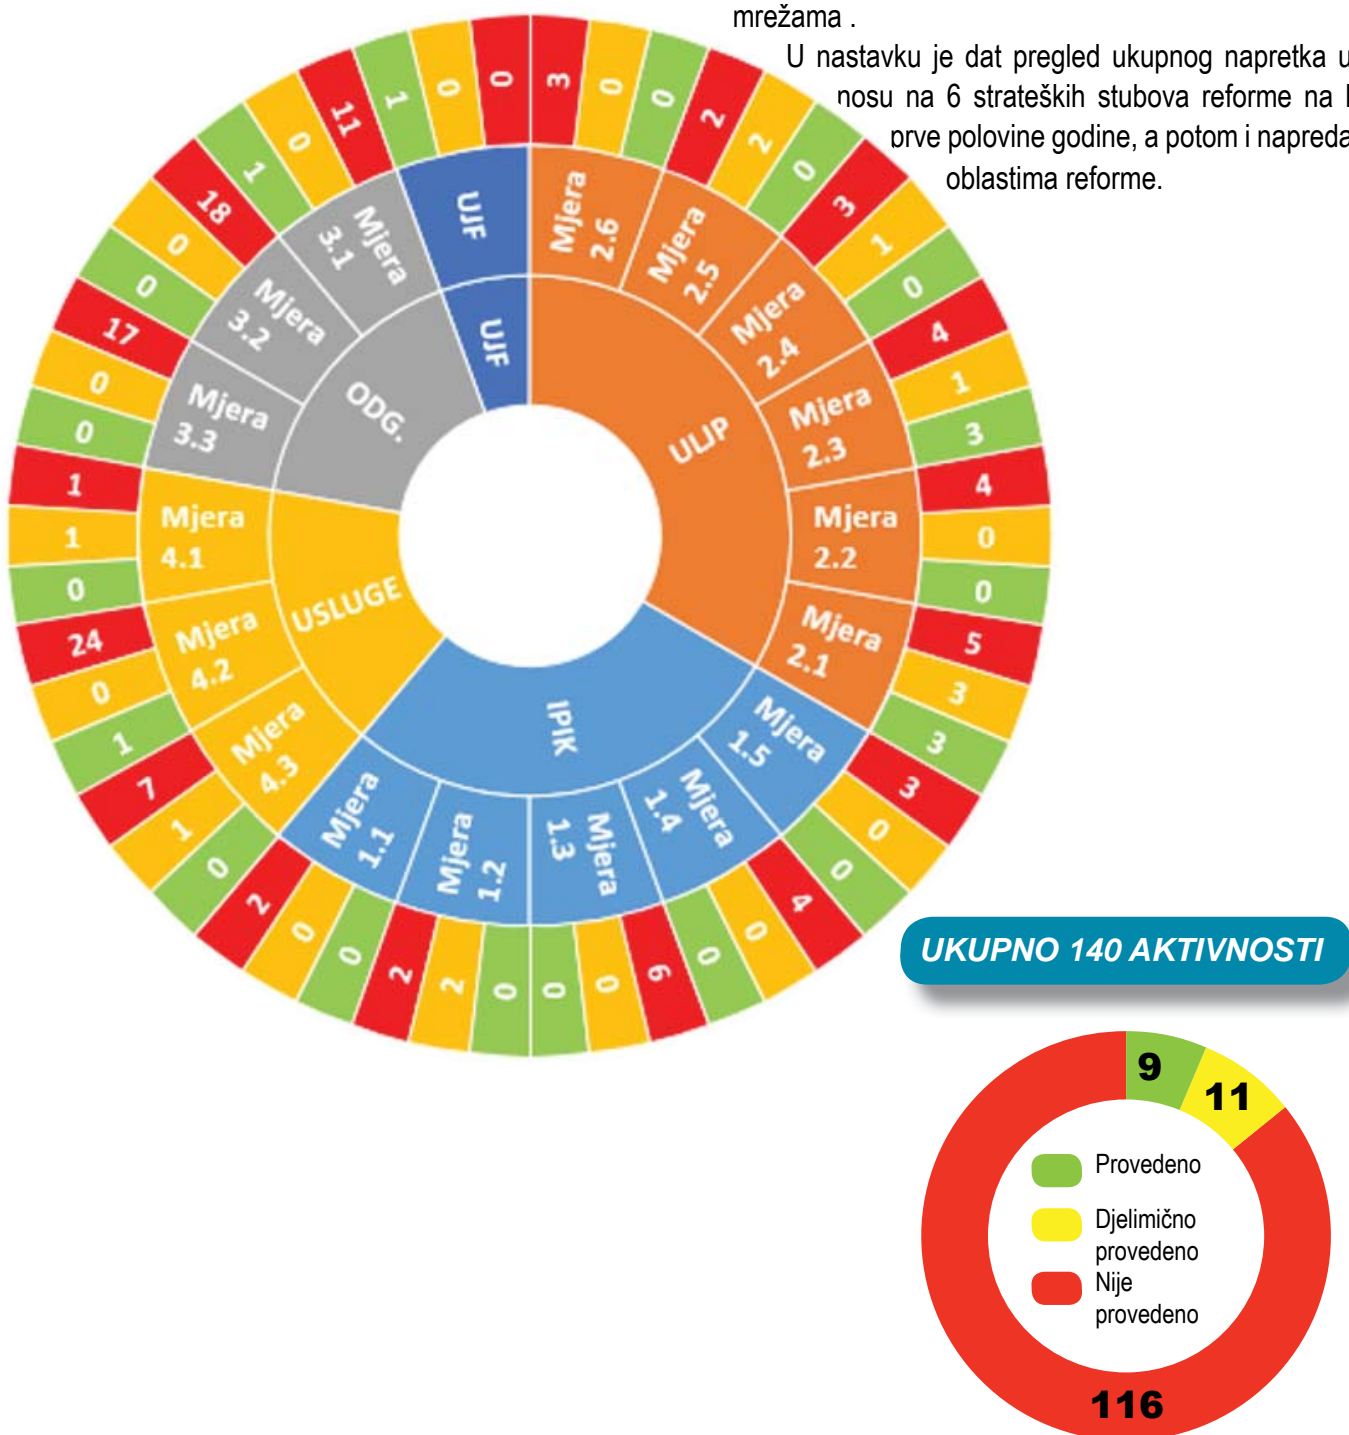 mrežama .
U nastavku je dat pregled ukupnog napretka u
nosu na 6 strateških stubova reforme na
prve polovine godine, a potom i napreda
oblastima reforme.
3
0
0
2
2
0
3
1
0
4
1
3
4
0
0
5
3
3
3
0
0
4
0
0
6
0
0
0
2
2
0
0
2
0
1
7
1
0
24
0
1
1
0
0
17
0
0
18
1
0
11
1
0
0
Mjera
2.6
Mjera
2.5
Mjera
2.4
Mjera
2.3
Mjera
2.2
Mjera
2.1
Mjera
1.5
Mjera
1.4
Mjera
1.3
Mjera
1.2
Mjera
1.1
Mjera
4.3
Mjera
4.2
Mjera
4.1
Mjera
3.3
Mjera
3.2
Mjera
3.1
UJF
UJF
ULJP
IPIK
USLUGE
ODG.
UKUPNO 140 AKTIVNOSTI
9
11
Provedeno
Djelimično
provedeno
Nije
provedeno
116